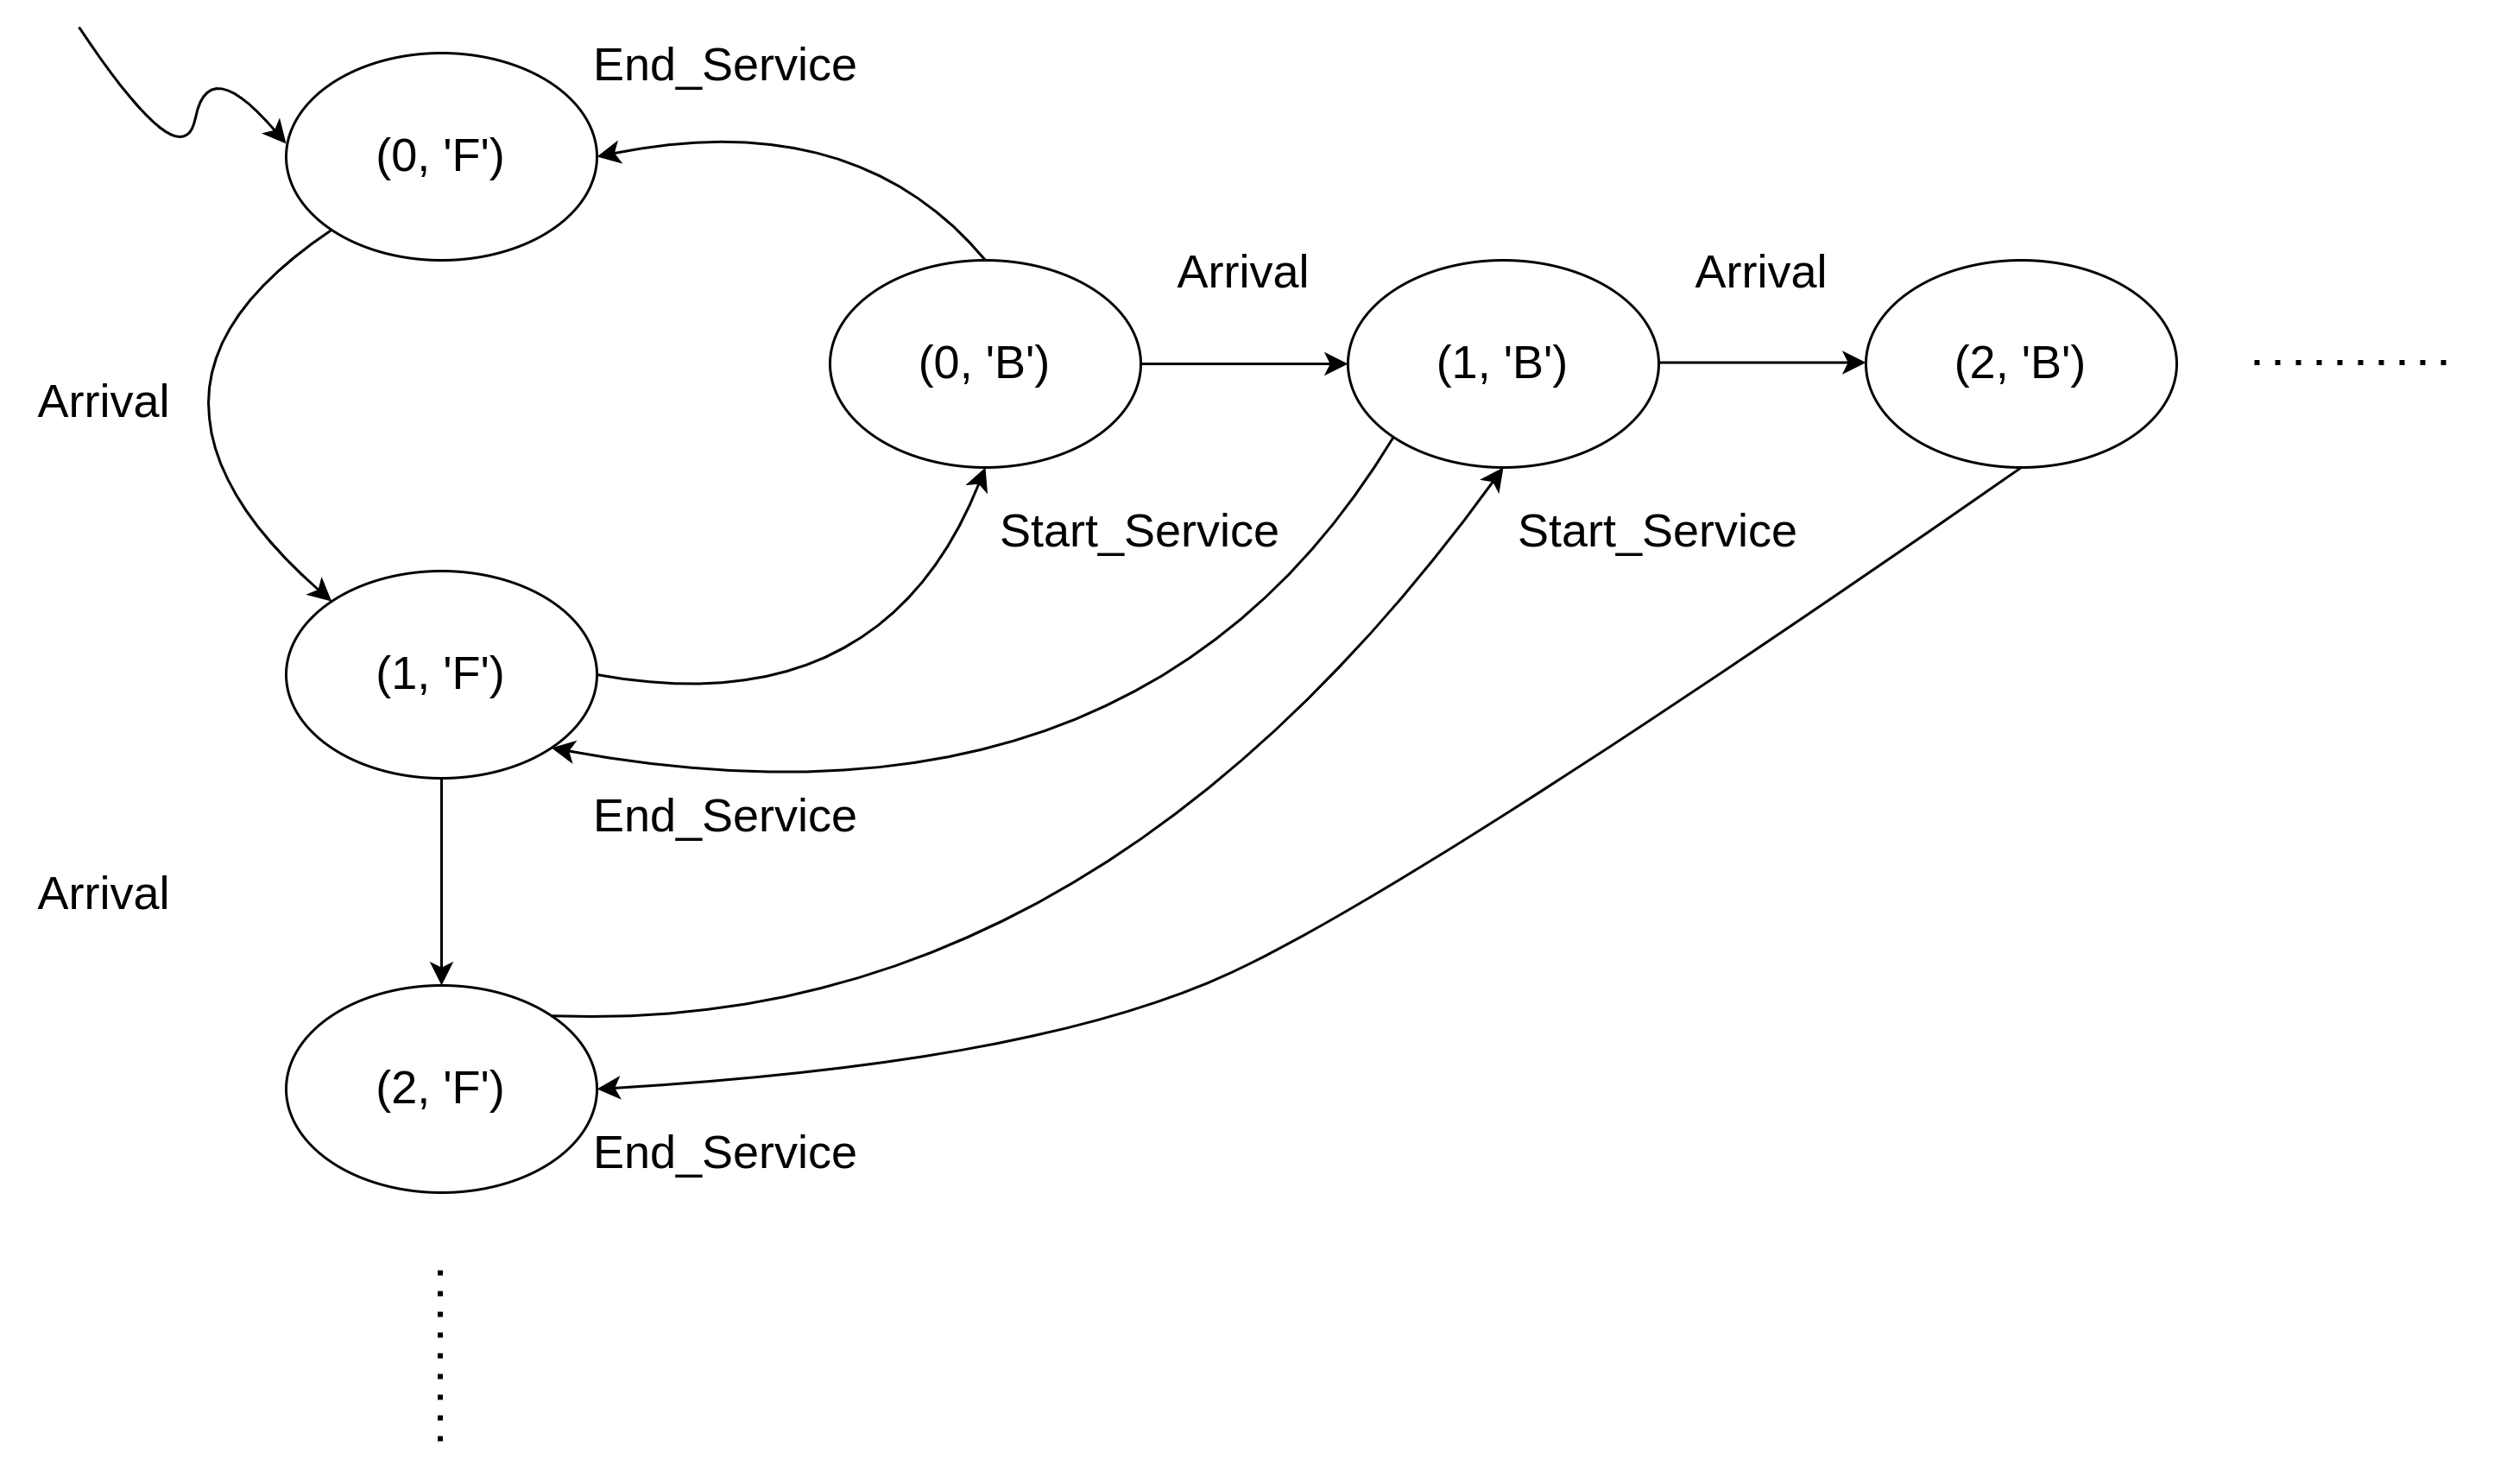 End_Service
(0, 'F')
Arrival
Arrival
(0, 'B')
(1, 'B')
(2, 'B')
Arrival
Start_Service
Start_Service
(1, 'F')
End_Service
Arrival
(2, 'F')
End_Service